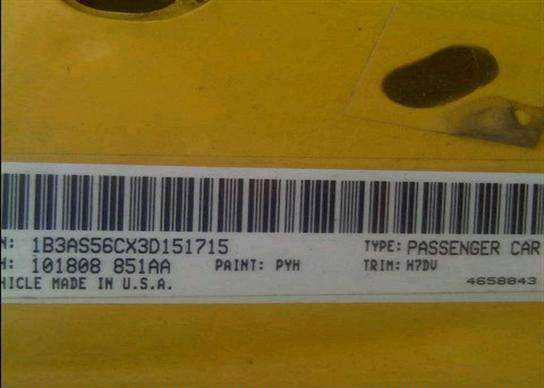 N: 1B3AS56CX3D151715 TYPE: PASSENGER CAR
H: 101808 851AA PAINT: PYH TRIM: H7DV
HICLE MADE IN U.S.A. 4658843